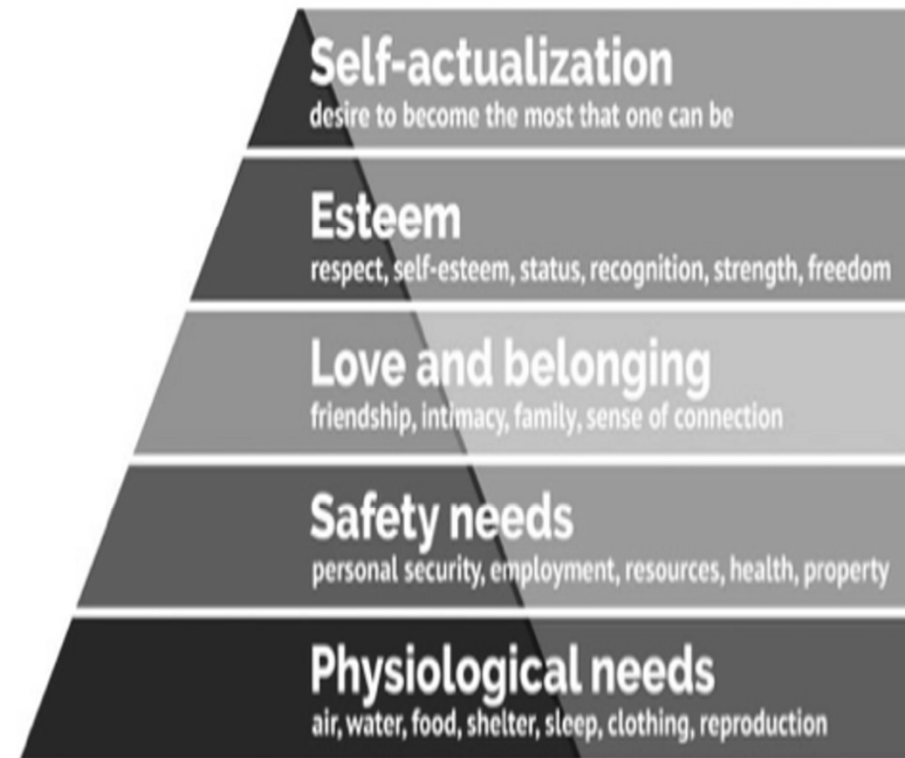 Self-actualization
desire to become the most that one can be
Esteem
respect, self-esteem, status, recognition, strength, freedom
Love and belonging
friendship, intimacy, family, sense of connection
Safety needs
personal security, employment, resources, health, property
Physiological needs
air, water, food, shelter, sleep, clothing, reproduction